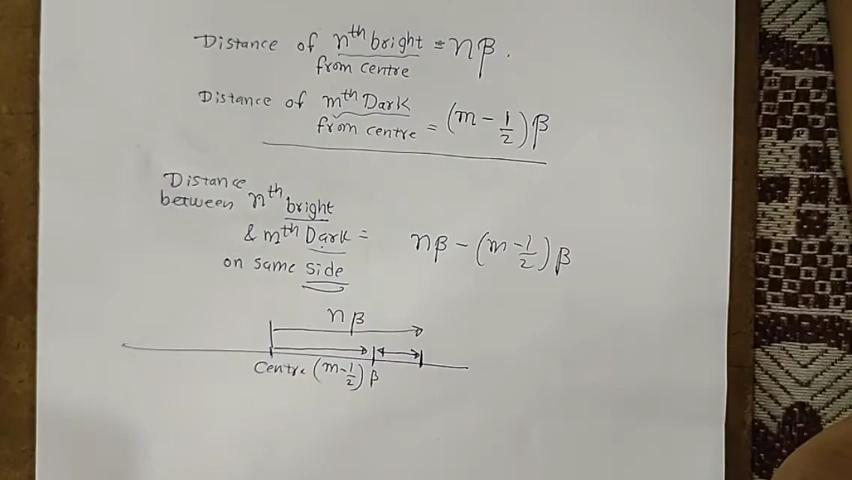 Distance of nth bright = nβ.
from centre
Distance of mth Dark
from centre = (m - 1/2) β
Distance
between nth bright
& mth Dark = nβ - (m - 1/2) β
on same side
nβ
Centre (m - 1/2) β